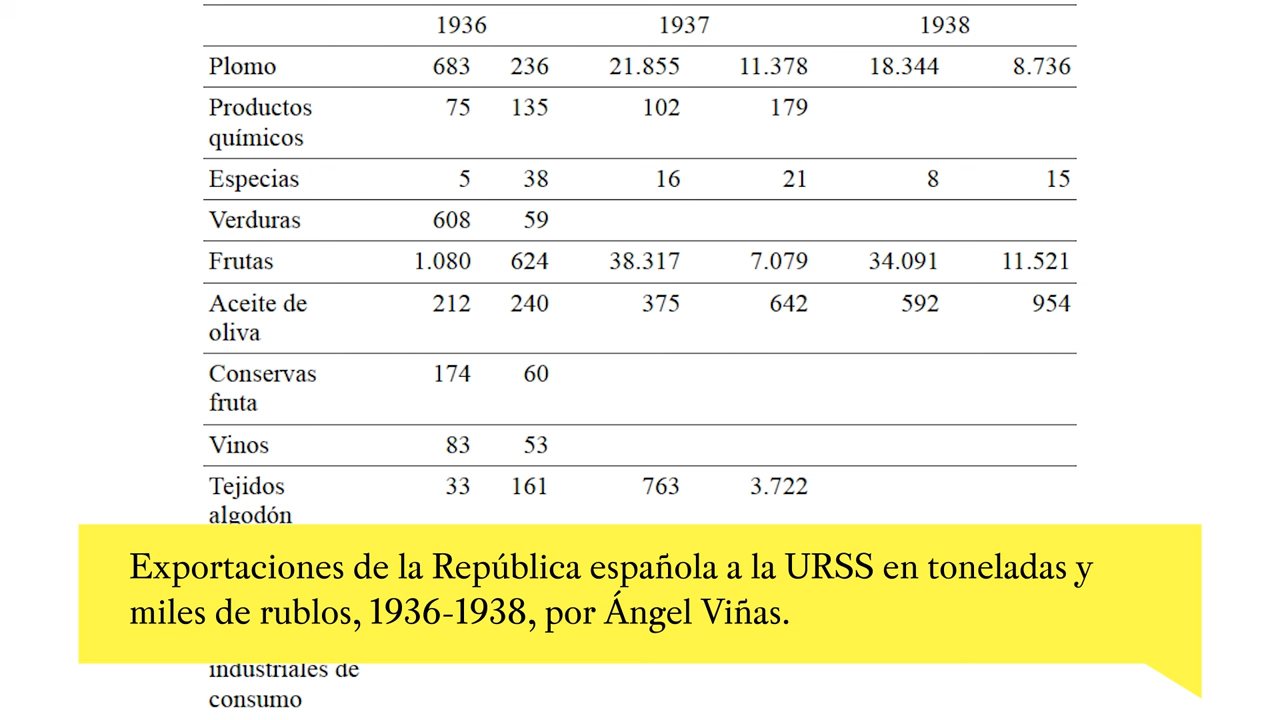 1936 1937 1938
Plomo 683 236 21.855 11.378 18.344 8.736
Productos 75 135 102 179
químicos
Especias 5 38 16 21 8 15
Verduras 608 59
Frutas 1.080 624 38.317 7.079 34.091 11.521
Aceite de 212 240 375 642 592 954
oliva
Conservas 174 60
fruta
Vinos 83 53
Tejidos 33 161 763 3.722
algodón
Exportaciones de la República española a la URSS en toneladas y
miles de rublos, 1936-1938, por Ángel Viñas.
industriales de
consumo